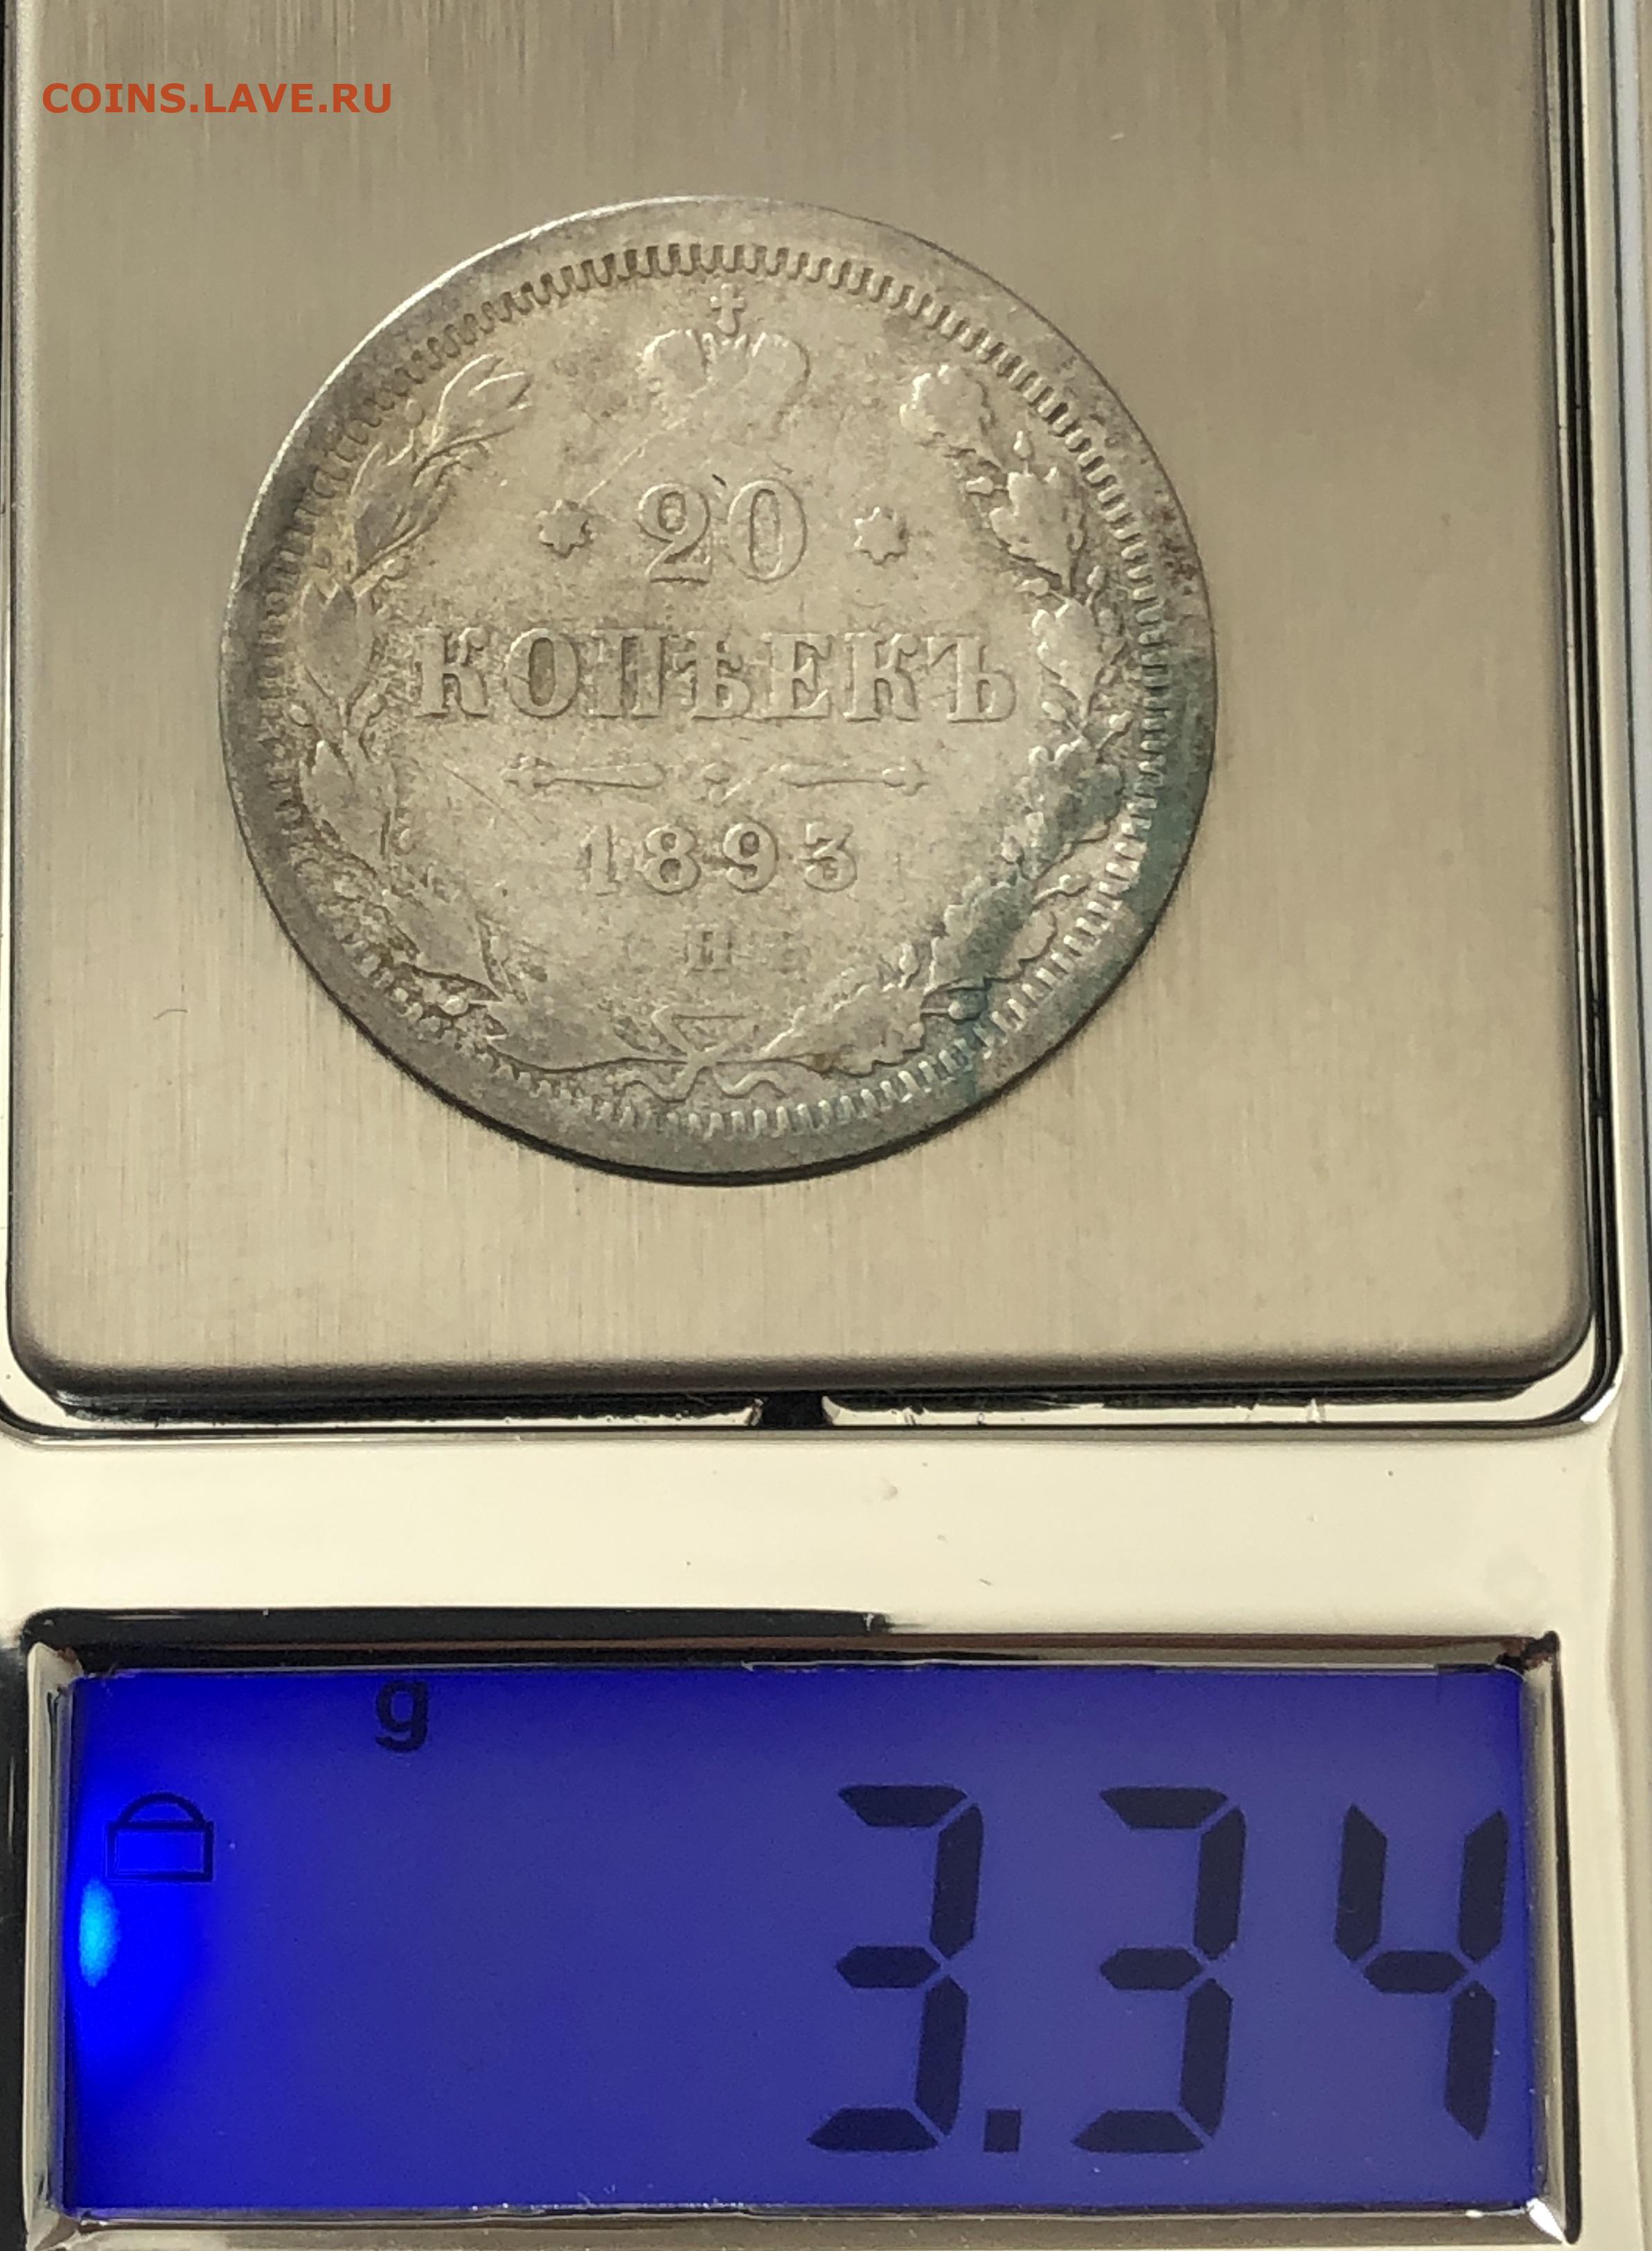 COINS.LAVE.RU
20
КОПѢЕКЪ
1893
С П Б
g
3.34